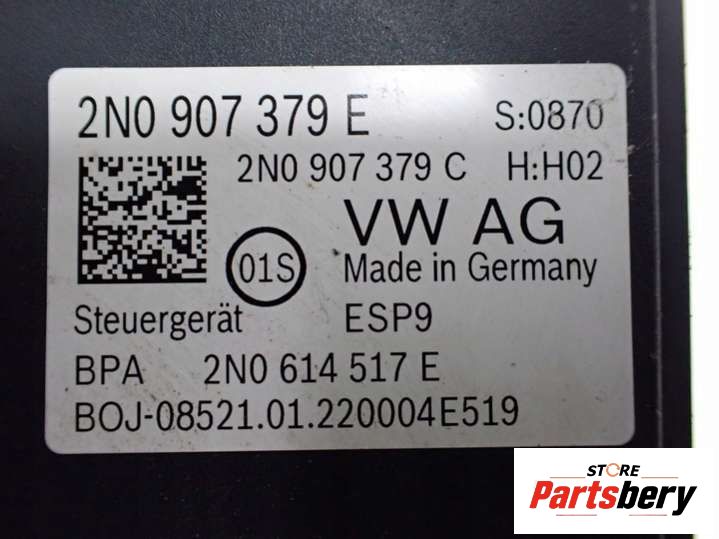 2N0 907 379 E S:0870
2N0 907 379 C H:H02
VW AG
01S Made in Germany
Steuergerät ESP9
BPA 2N0 614 517 E
BOJ-08521.01.220004E519
STORE
Partsbery